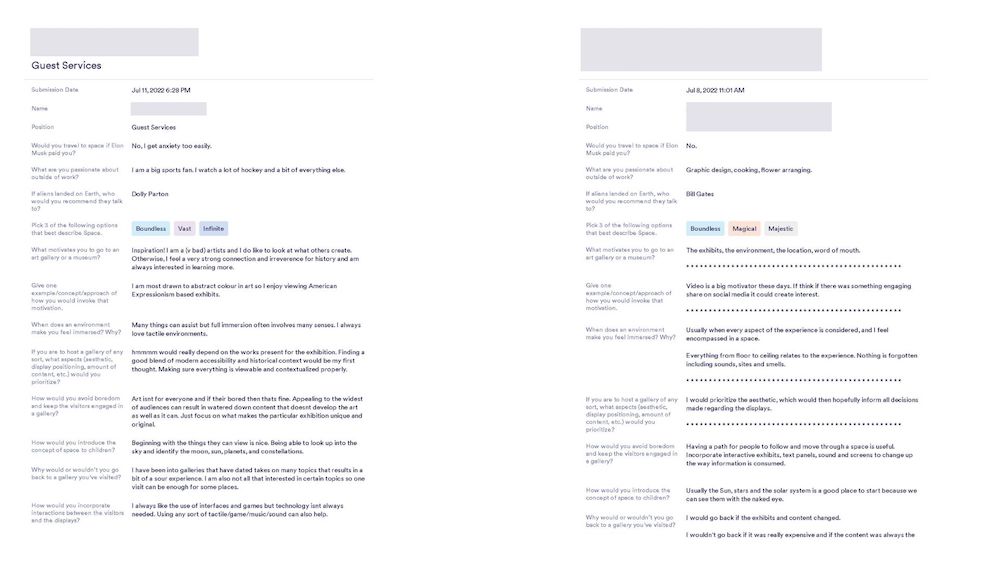 Guest Services
Submission Date
Jul 11, 2022 6:28 PM
Name
Position
Guest Services
Would you travel to space if Elon
Musk paid you?
No, I get anxiety too easily.
What are you passionate about
outside of work?
I am a big sports fan. I watch a lot of hockey and a bit of everything else.
If aliens landed on Earth, who
would you recommend they talk
to?
Dolly Parton
Pick 3 of the following options
that best describe Space.
Boundless Vast Infinite
What motivates you to go to an
art gallery or a museum?
Inspiration! I am a (v bad) artists and I do like to look at what others create.
Otherwise, I feel a very strong connection and irreverence for history and am
always interested in learning more.
Give one
example/concept/approach of
how you would invoke that
motivation.
I am most drawn to abstract colour in art so I enjoy viewing American
Expressionism based exhibits.
When does an environment
make you feel immersed? Why?
Many things can assist but full immersion often involves many senses. I always
love tactile environments.
If you are to host a gallery of any
sort, what aspects (aesthetic,
display positioning, amount of
content, etc.) would you
prioritize?
hmmmm would really depend on the works present for the exhibition. Finding a
good blend of modern accessibility and historical context would be my first
thought. Making sure everything is viewable and contextualized properly.
How would you avoid boredom
and keep the visitors engaged in
a gallery?
Art isnt for everyone and if their bored then thats fine. Appealing to the widest
of audiences can result in watered down content that doesnt develop the art
as well as it can. Just focus on what makes the particular exhibition unique and
original.
How would you introduce the
concept of space to children?
Beginning with the things they can view is nice. Being able to look up into the
sky and identify the moon, sun, planets, and constellations.
Why would or wouldn't you go
back to a gallery you've visited?
I have been into galleries that have dated takes on many topics that results in a
bit of a sour experience. I am also not all that interested in certain topics so one
visit can be enough for some places.
How would you incorporate
interactions between the visitors
and the displays?
I always like the use of interfaces and games but technology isnt always
needed. Using any sort of tactile/game/music/sound can also help.
Submission Date
Jul 8, 2022 11:01 AM
Name
Position
Would you travel to space if Elon
Musk paid you?
No.
What are you passionate about
outside of work?
Graphic design, cooking, flower arranging.
If aliens landed on Earth, who
would you recommend they talk
to?
Bill Gates
Pick 3 of the following options
that best describe Space.
Boundless Magical Majestic
What motivates you to go to an
art gallery or a museum?
The exhibits, the environment, the location, word of mouth.
Give one
example/concept/approach of
how you would invoke that
motivation.
Video is a big motivator these days. If think if there was something engaging
share on social media it could create interest.
When does an environment
make you feel immersed? Why?
Usually when every aspect of the experience is considered, and I feel
encompassed in a space.
Everything from floor to ceiling relates to the experience. Nothing is forgotten
including sounds, sites and smells.
If you are to host a gallery of any
sort, what aspects (aesthetic,
display positioning, amount of
content, etc.) would you
prioritize?
I would prioritize the aesthetic, which would then hopefully inform all decisions
made regarding the displays.
How would you avoid boredom
and keep the visitors engaged in
a gallery?
Having a path for people to follow and move through a space is useful.
Incorporate interactive exhibits, text panels, sound and screens to change up
the way information is consumed.
How would you introduce the
concept of space to children?
Usually the Sun, stars and the solar system is a good place to start because we
can see them with the naked eye.
Why would or wouldn't you go
back to a gallery you've visited?
I would go back if the exhibits and content changed.
I wouldn't go back if it was really expensive and if the content was always the